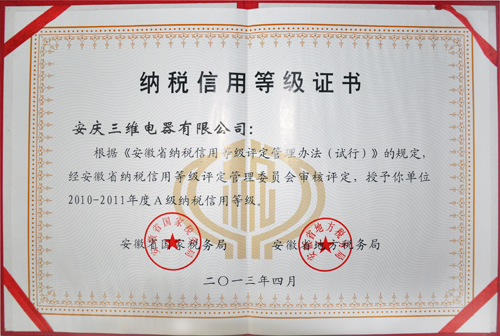 纳税信用等级证书
安庆三维电器有限公司:
根据《安徽省纳税信用等级评定管理办法(试行)》的规定,
经安徽省纳税信用等级评定管理委员会审核评定,授予你单位
2010-2011年度A级纳税信用等级。
安徽省国家税务局 安徽省地方税务局
二〇一三年四月